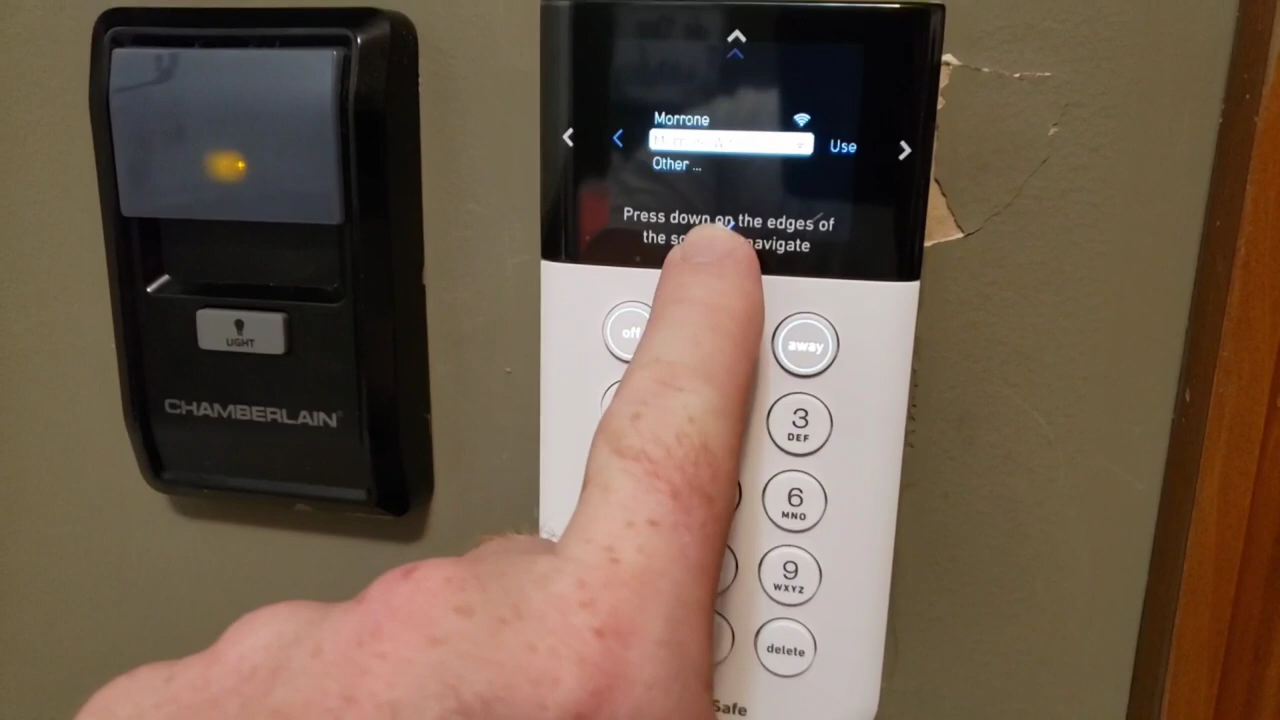 LIGHT
CHAMBERLAIN
Morrone
Use
Other ...
Press down on the edges of
the navigate
off
away
3
DEF
6
MNO
9
WXYZ
delete
Safe